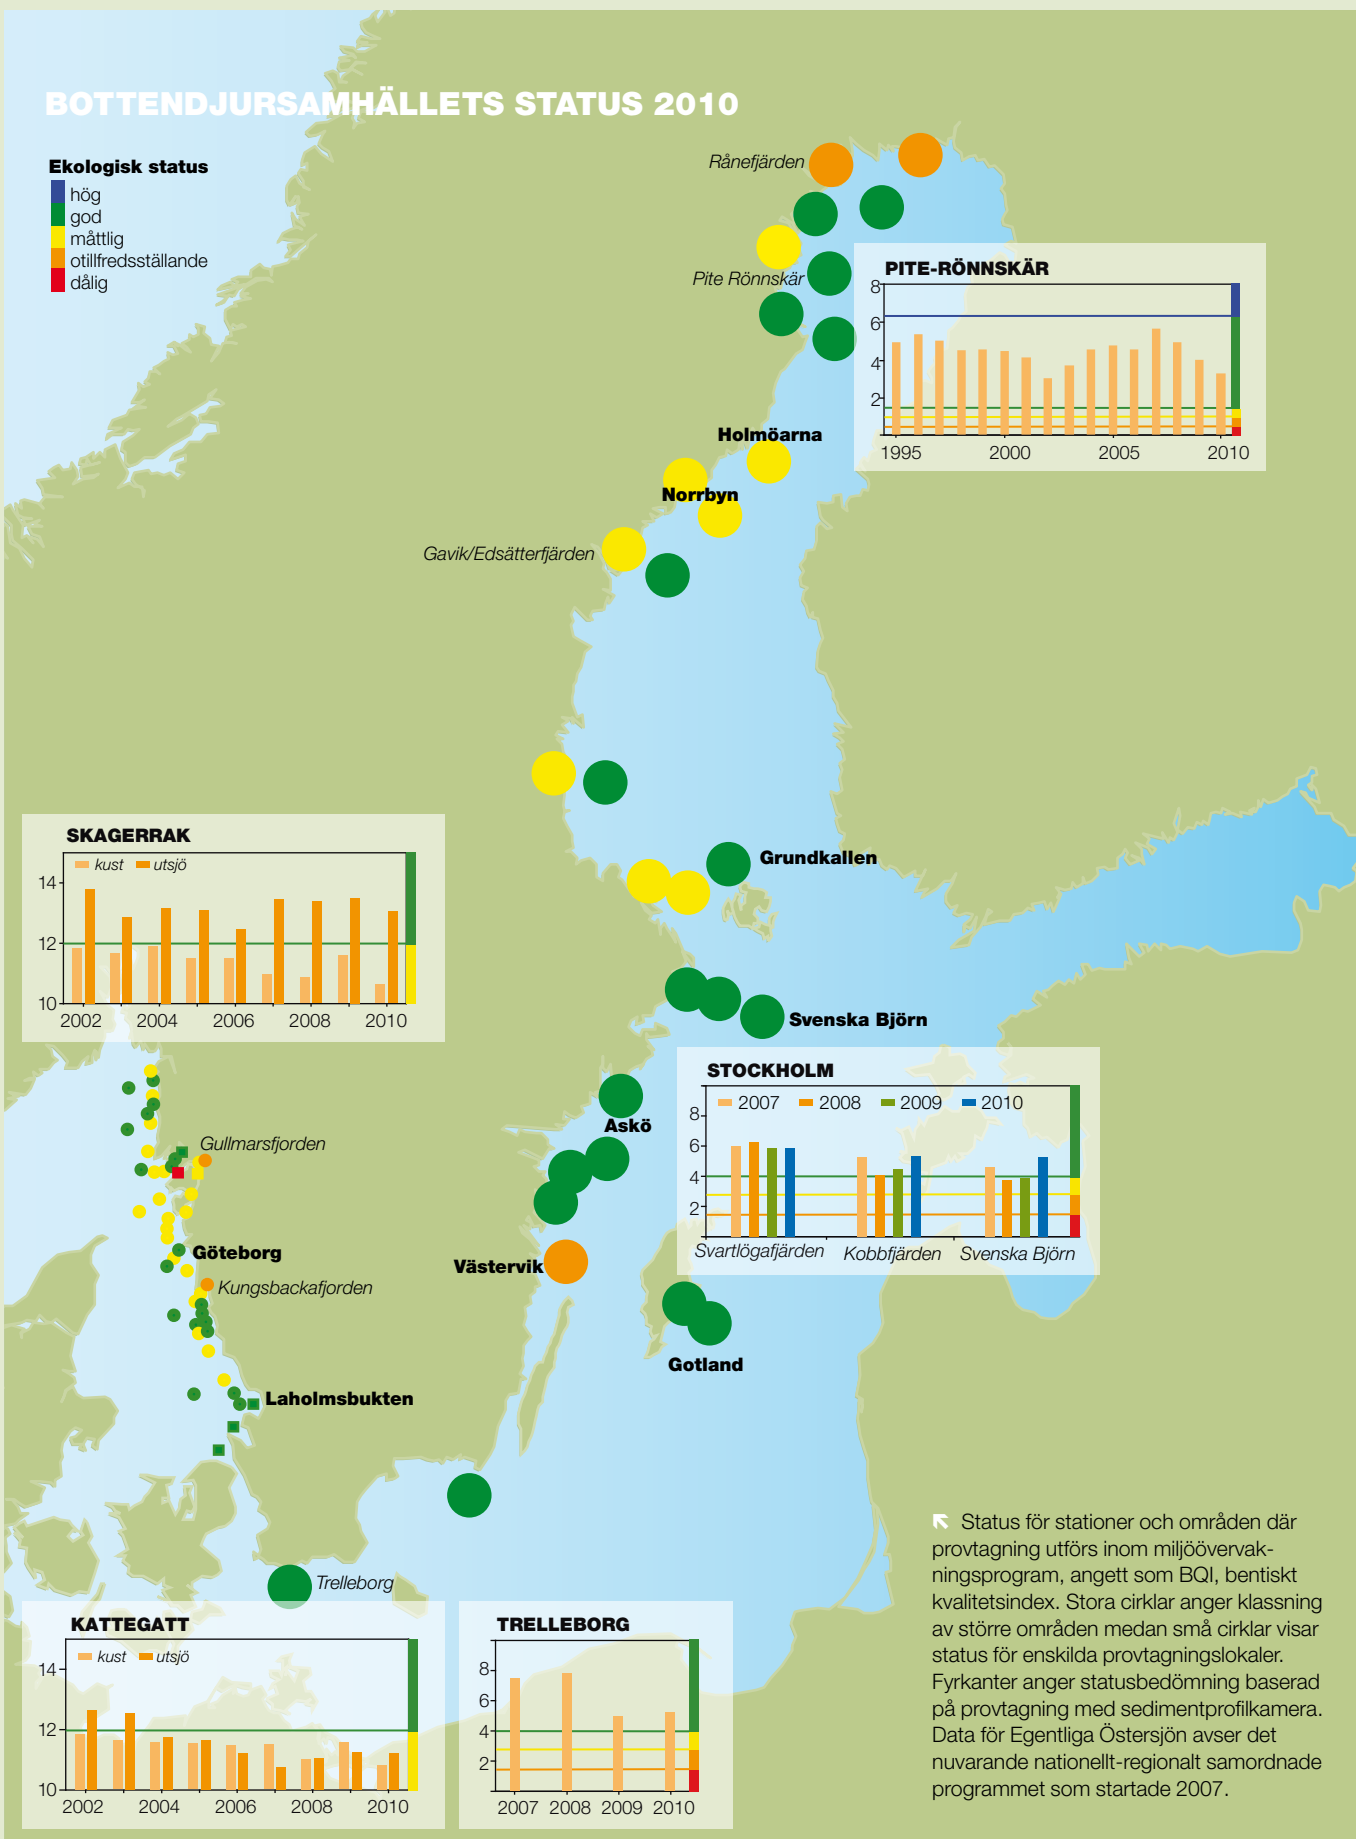 BOTTENDJURSAMHÄLLETS STATUS 2010
Ekologisk status
hög
god
måttlig
otillfredsställande
dålig
Rånefjärden
Pite Rönnskär
PITE-RÖNNSKÄR
8
6
4
2
1995 2000 2005 2010
Holmöarna
Norrbyn
Gavik/Edsätterfjärden
SKAGERRAK
kust utsjö
14
12
10
2002 2004 2006 2008 2010
Grundkallen
Svenska Björn
STOCKHOLM
2007 2008 2009 2010
8
6
4
2
Svartlögafjärden Kobbfjärden Svenska Björn
Askö
Gullmarsfjorden
Göteborg
Västervik
Kungsbackafjorden
Gotland
Laholmsbukten
Trelleborg
KATTEGATT
kust utsjö
14
12
10
2002 2004 2006 2008 2010
TRELLEBORG
8
6
4
2
2007 2008 2009 2010
Status för stationer och områden där
provtagning utförs inom miljöövervak-
ningsprogram, angett som BQI, bentiskt
kvalitetsindex. Stora cirklar anger klassning
av större områden medan små cirklar visar
status för enskilda provtagningslokaler.
Fyrkanter anger statusbedömning baserad
på provtagning med sedimentprofilkamera.
Data för Egentliga Östersjön avser det
nuvarande nationellt-regionalt samordnade
programmet som startade 2007.